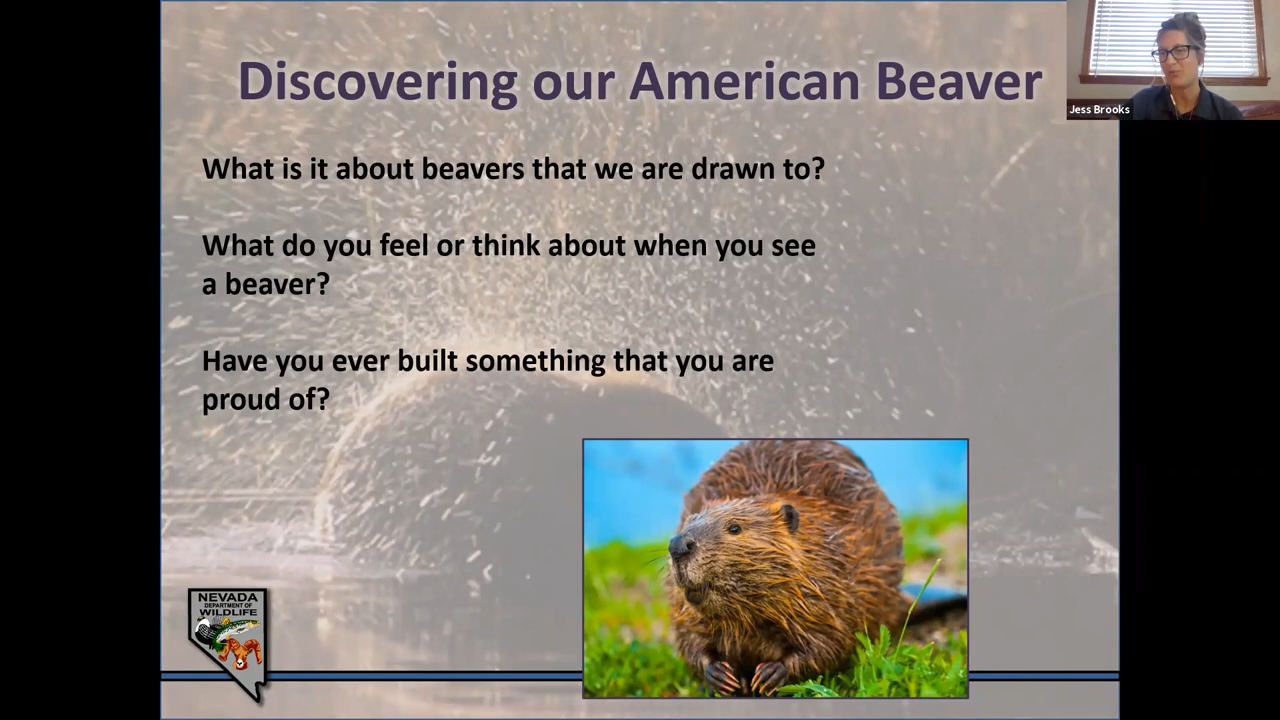 Discovering our American Beaver
Jess Brooks
What is it about beavers that we are drawn to?
What do you feel or think about when you see
a beaver?
Have you ever built something that you are
proud of?
NEVADA
DEPARTMENT OF
WILDLIFE